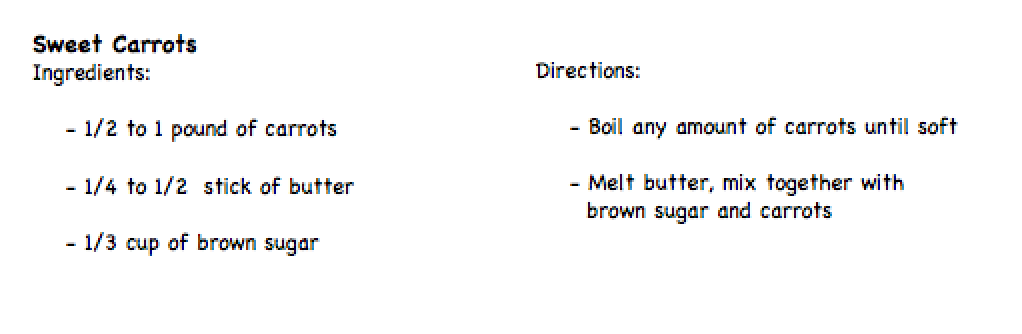 Sweet Carrots
Ingredients:
- 1/2 to 1 pound of carrots
- 1/4 to 1/2 stick of butter
- 1/3 cup of brown sugar
Directions:
- Boil any amount of carrots until soft
- Melt butter, mix together with
brown sugar and carrots